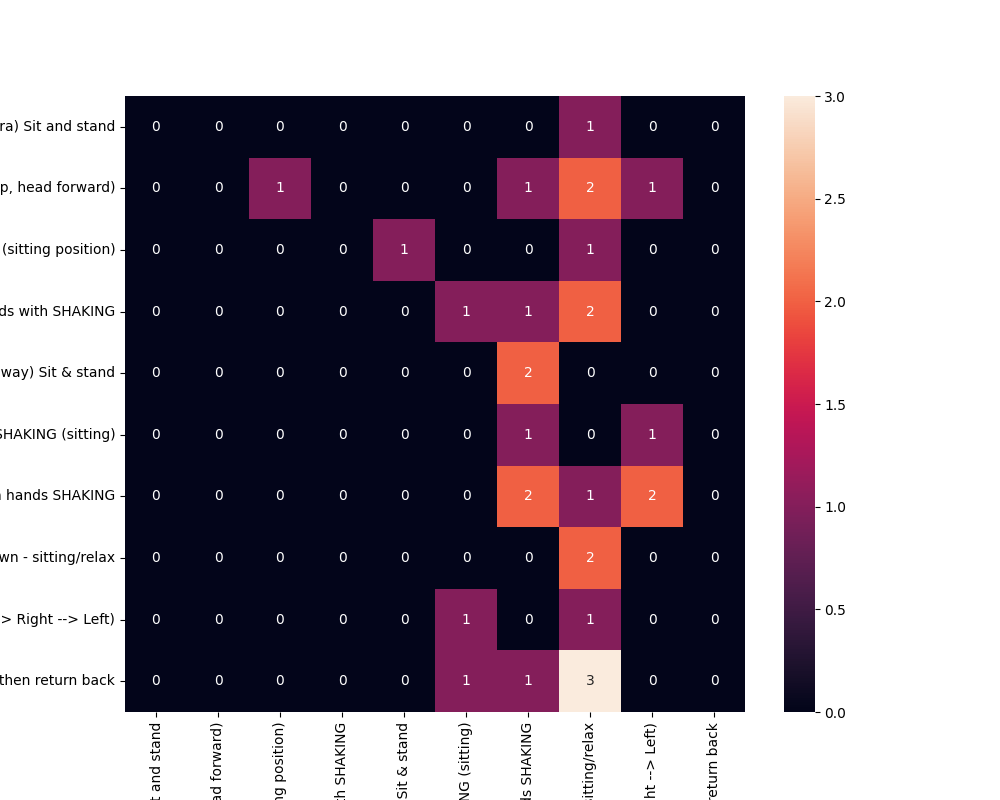 ra) Sit and stand 0 0 0 0 0 0 0 1 0 0
p, head forward) 0 0 1 0 0 0 1 2 1 0
(sitting position) 0 0 0 0 1 0 0 1 0 0
ds with SHAKING 0 0 0 0 0 1 1 2 0 0
way) Sit & stand 0 0 0 0 0 0 2 0 0 0
SHAKING (sitting) 0 0 0 0 0 0 1 0 1 0
hands SHAKING 0 0 0 0 0 0 2 1 2 0
wn - sitting/relax 0 0 0 0 0 0 0 2 0 0
> Right --> Left) 0 0 0 0 0 1 0 1 0 0
then return back 0 0 0 0 0 1 1 3 0 0
t and stand
ad forward)
ng position)
th SHAKING
Sit & stand
NG (sitting)
ds SHAKING
sitting/relax
ht --> Left)
return back
3.0
2.5
2.0
1.5
1.0
0.5
0.0